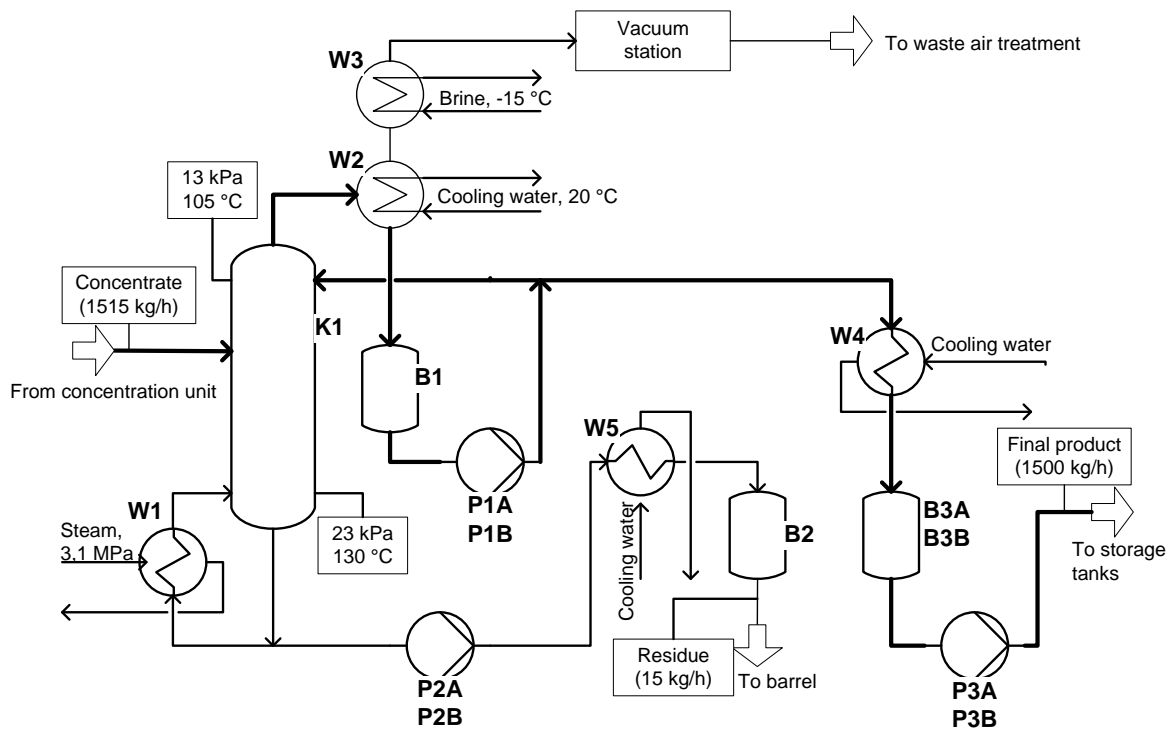 Vacuum
station
To waste air treatment
W3
Brine, -15 °C
W2
Cooling water, 20 °C
13 kPa
105 °C
Concentrate
(1515 kg/h)
From concentration unit
K1
B1
W4
Cooling water
W5
Final product
(1500 kg/h)
P1A
P1B
W1
Steam,
3,1 MPa
23 kPa
130 °C
Cooling water
B2
B3A
B3B
To storage
tanks
Residue
(15 kg/h)
To barrel
P2A
P2B
P3A
P3B